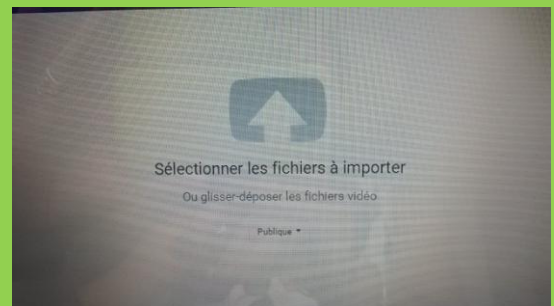 Sélectionner les fichiers à importer
Ou glisser-déposer les fichiers vidéo
Publique